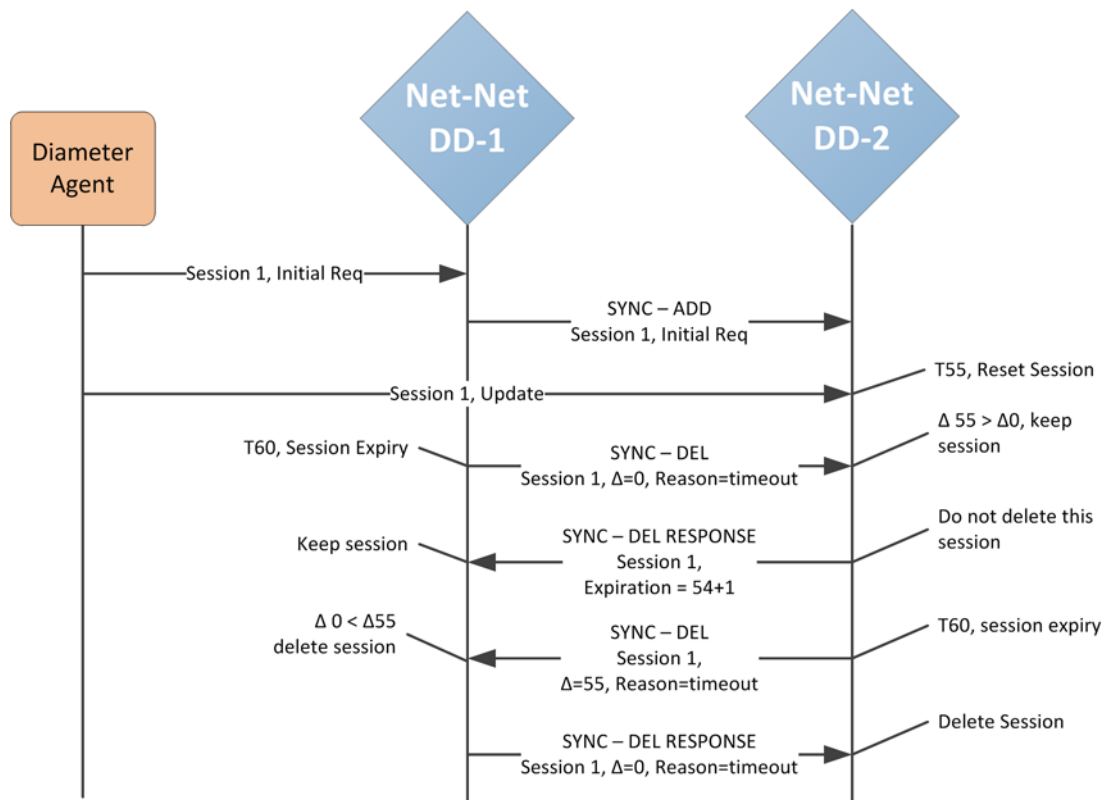 Net-Net
DD-1
Net-Net
DD-2
Diameter
Agent
Session 1, Initial Req
SYNC – ADD
Session 1, Initial Req
T55, Reset Session
Session 1, Update
Δ 55 > Δ0, keep
session
T60, Session Expiry
SYNC – DEL
Session 1, Δ=0, Reason=timeout
Do not delete this
session
Keep session
SYNC – DEL RESPONSE
Session 1,
Expiration = 54+1
Δ 0 < Δ55
delete session
SYNC – DEL
Session 1,
Δ=55, Reason=timeout
T60, session expiry
Delete Session
SYNC – DEL RESPONSE
Session 1, Δ=0, Reason=timeout